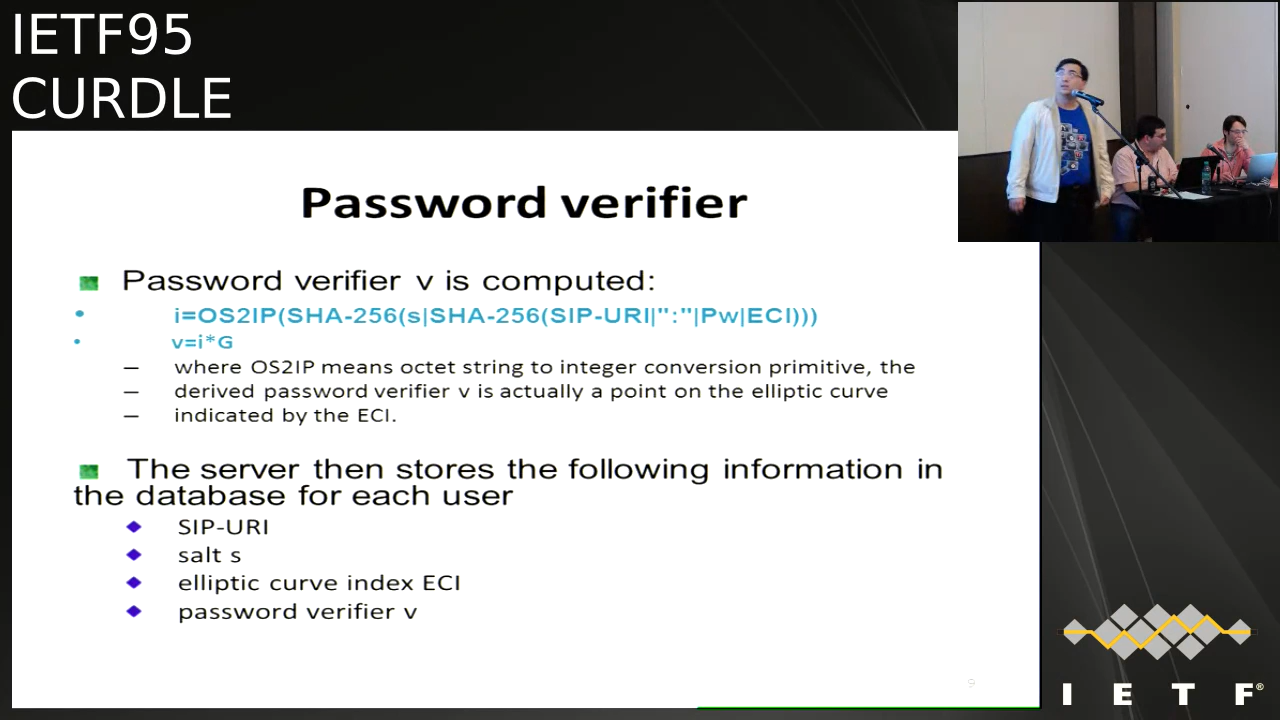 IETF95
CURDLE
Password verifier
Password verifier v is computed:
• i=OS2IP(SHA-256(s|SHA-256(SIP-URI|":"|Pw|ECI)))
• v=i*G
– where OS2IP means octet string to integer conversion primitive, the
– derived password verifier v is actually a point on the elliptic curve
– indicated by the ECI.
The server then stores the following information in
the database for each user
SIP-URI
salt s
elliptic curve index ECI
password verifier v
9
I E T F®